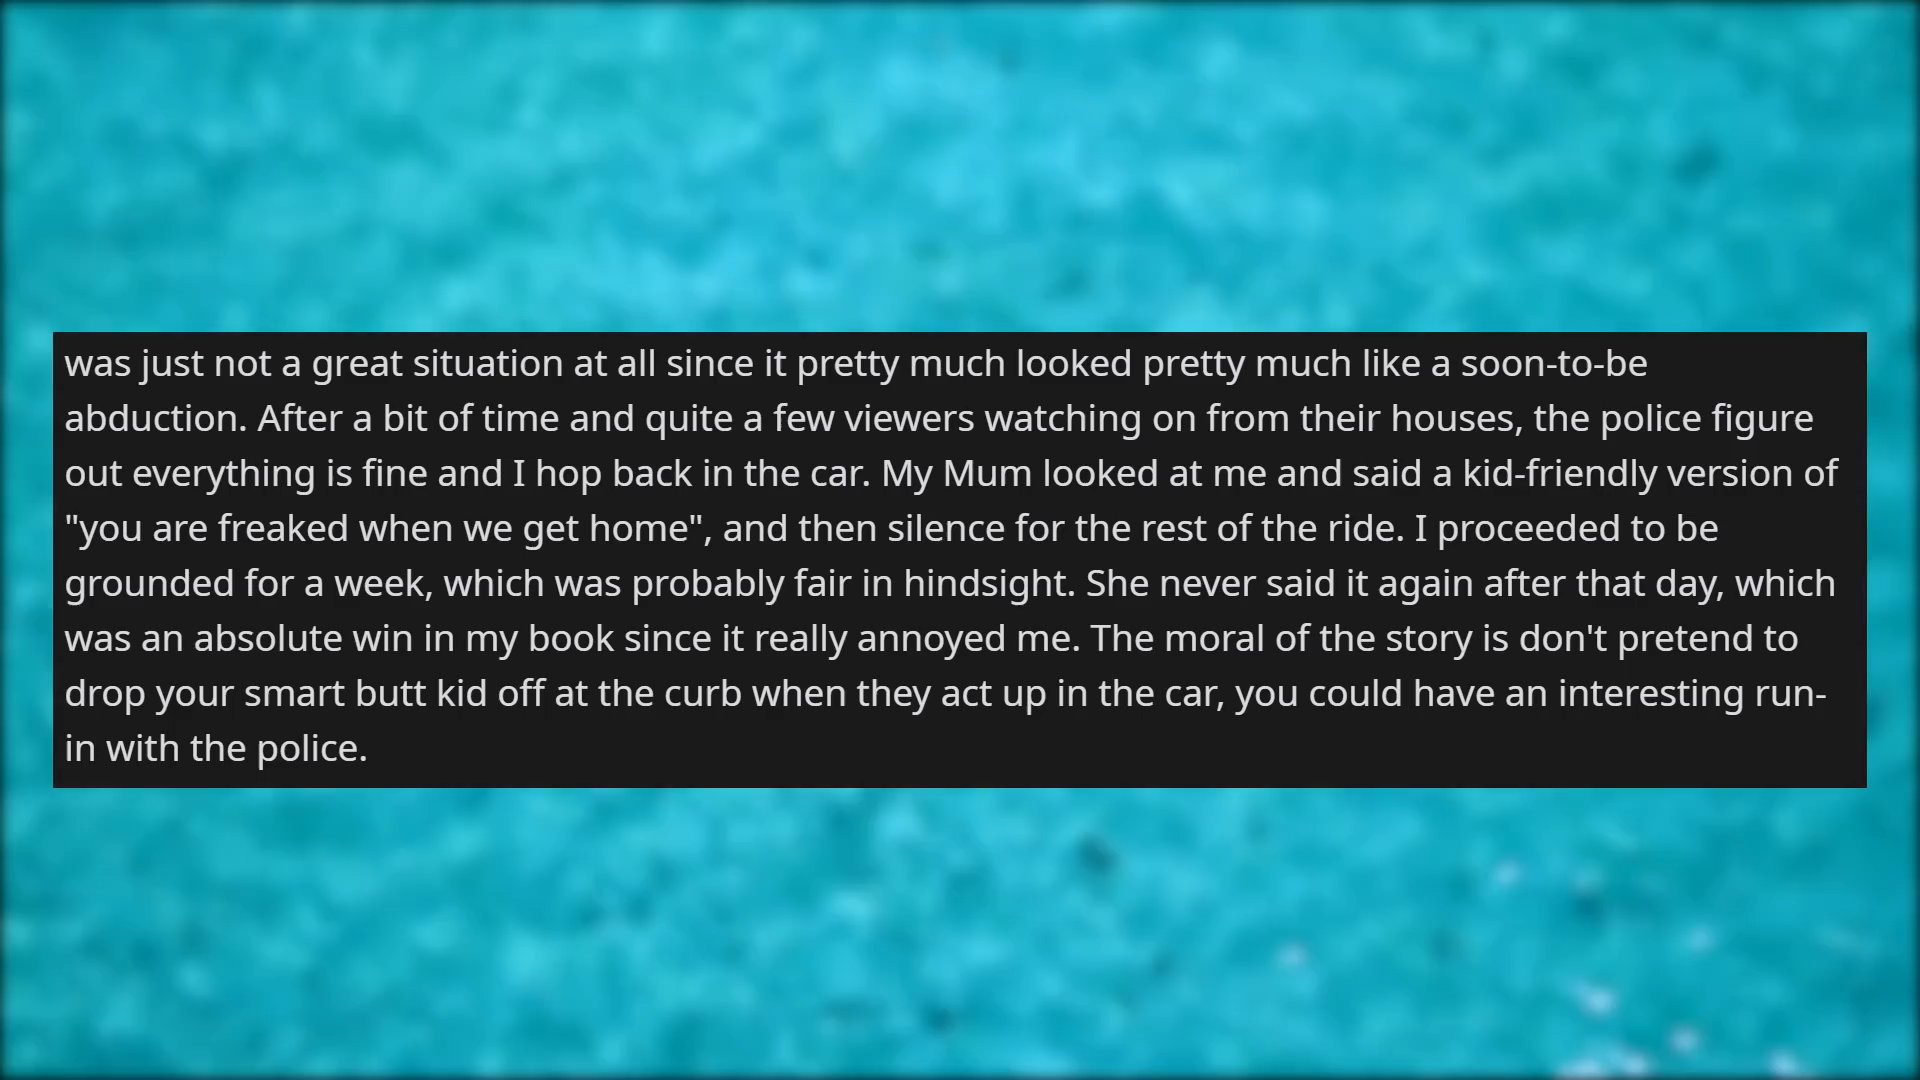 was just not a great situation at all since it pretty much looked pretty much like a soon-to-be
abduction. After a bit of time and quite a few viewers watching on from their houses, the police figure
out everything is fine and I hop back in the car. My Mum looked at me and said a kid-friendly version of
"you are freaked when we get home", and then silence for the rest of the ride. I proceeded to be
grounded for a week, which was probably fair in hindsight. She never said it again after that day, which
was an absolute win in my book since it really annoyed me. The moral of the story is don't pretend to
drop your smart butt kid off at the curb when they act up in the car, you could have an interesting run-
in with the police.